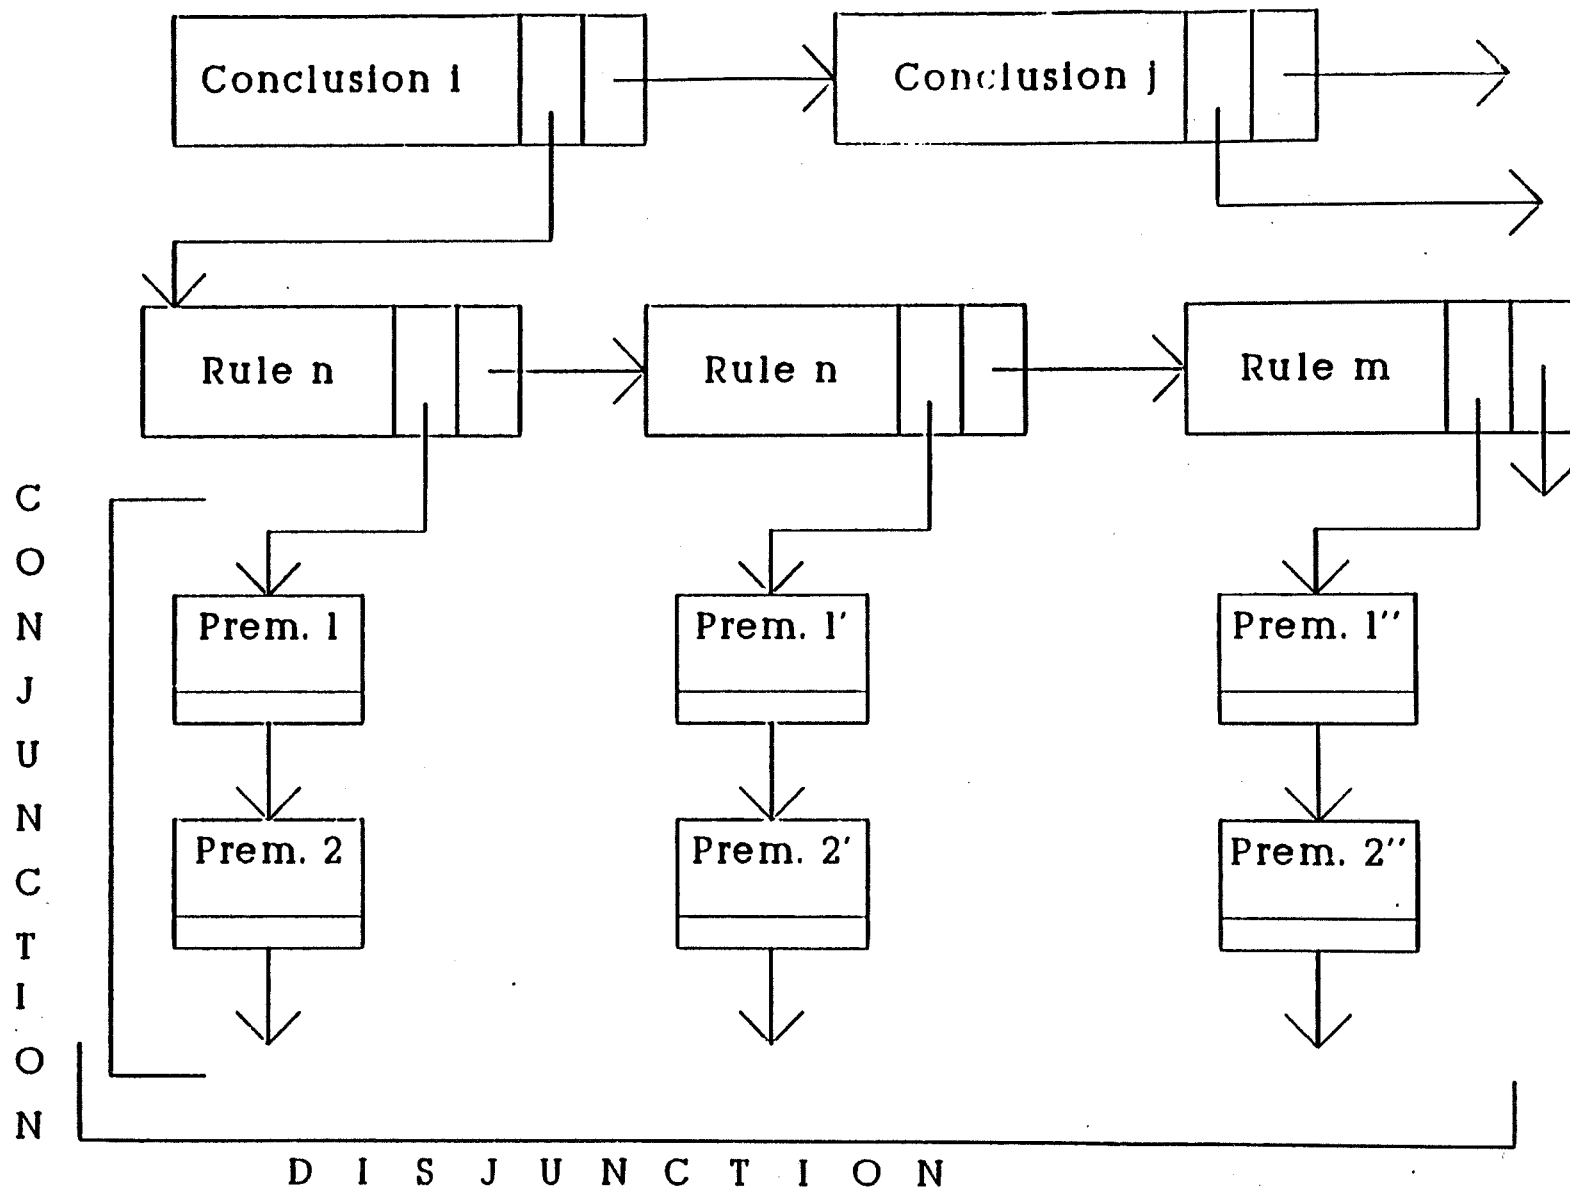 Conclusion i
Conclusion j
Rule n
Rule n
Rule m
CONJUNCTION
Prem. 1
Prem. 1'
Prem. 1''
Prem. 2
Prem. 2'
Prem. 2''
DISJUNCTION